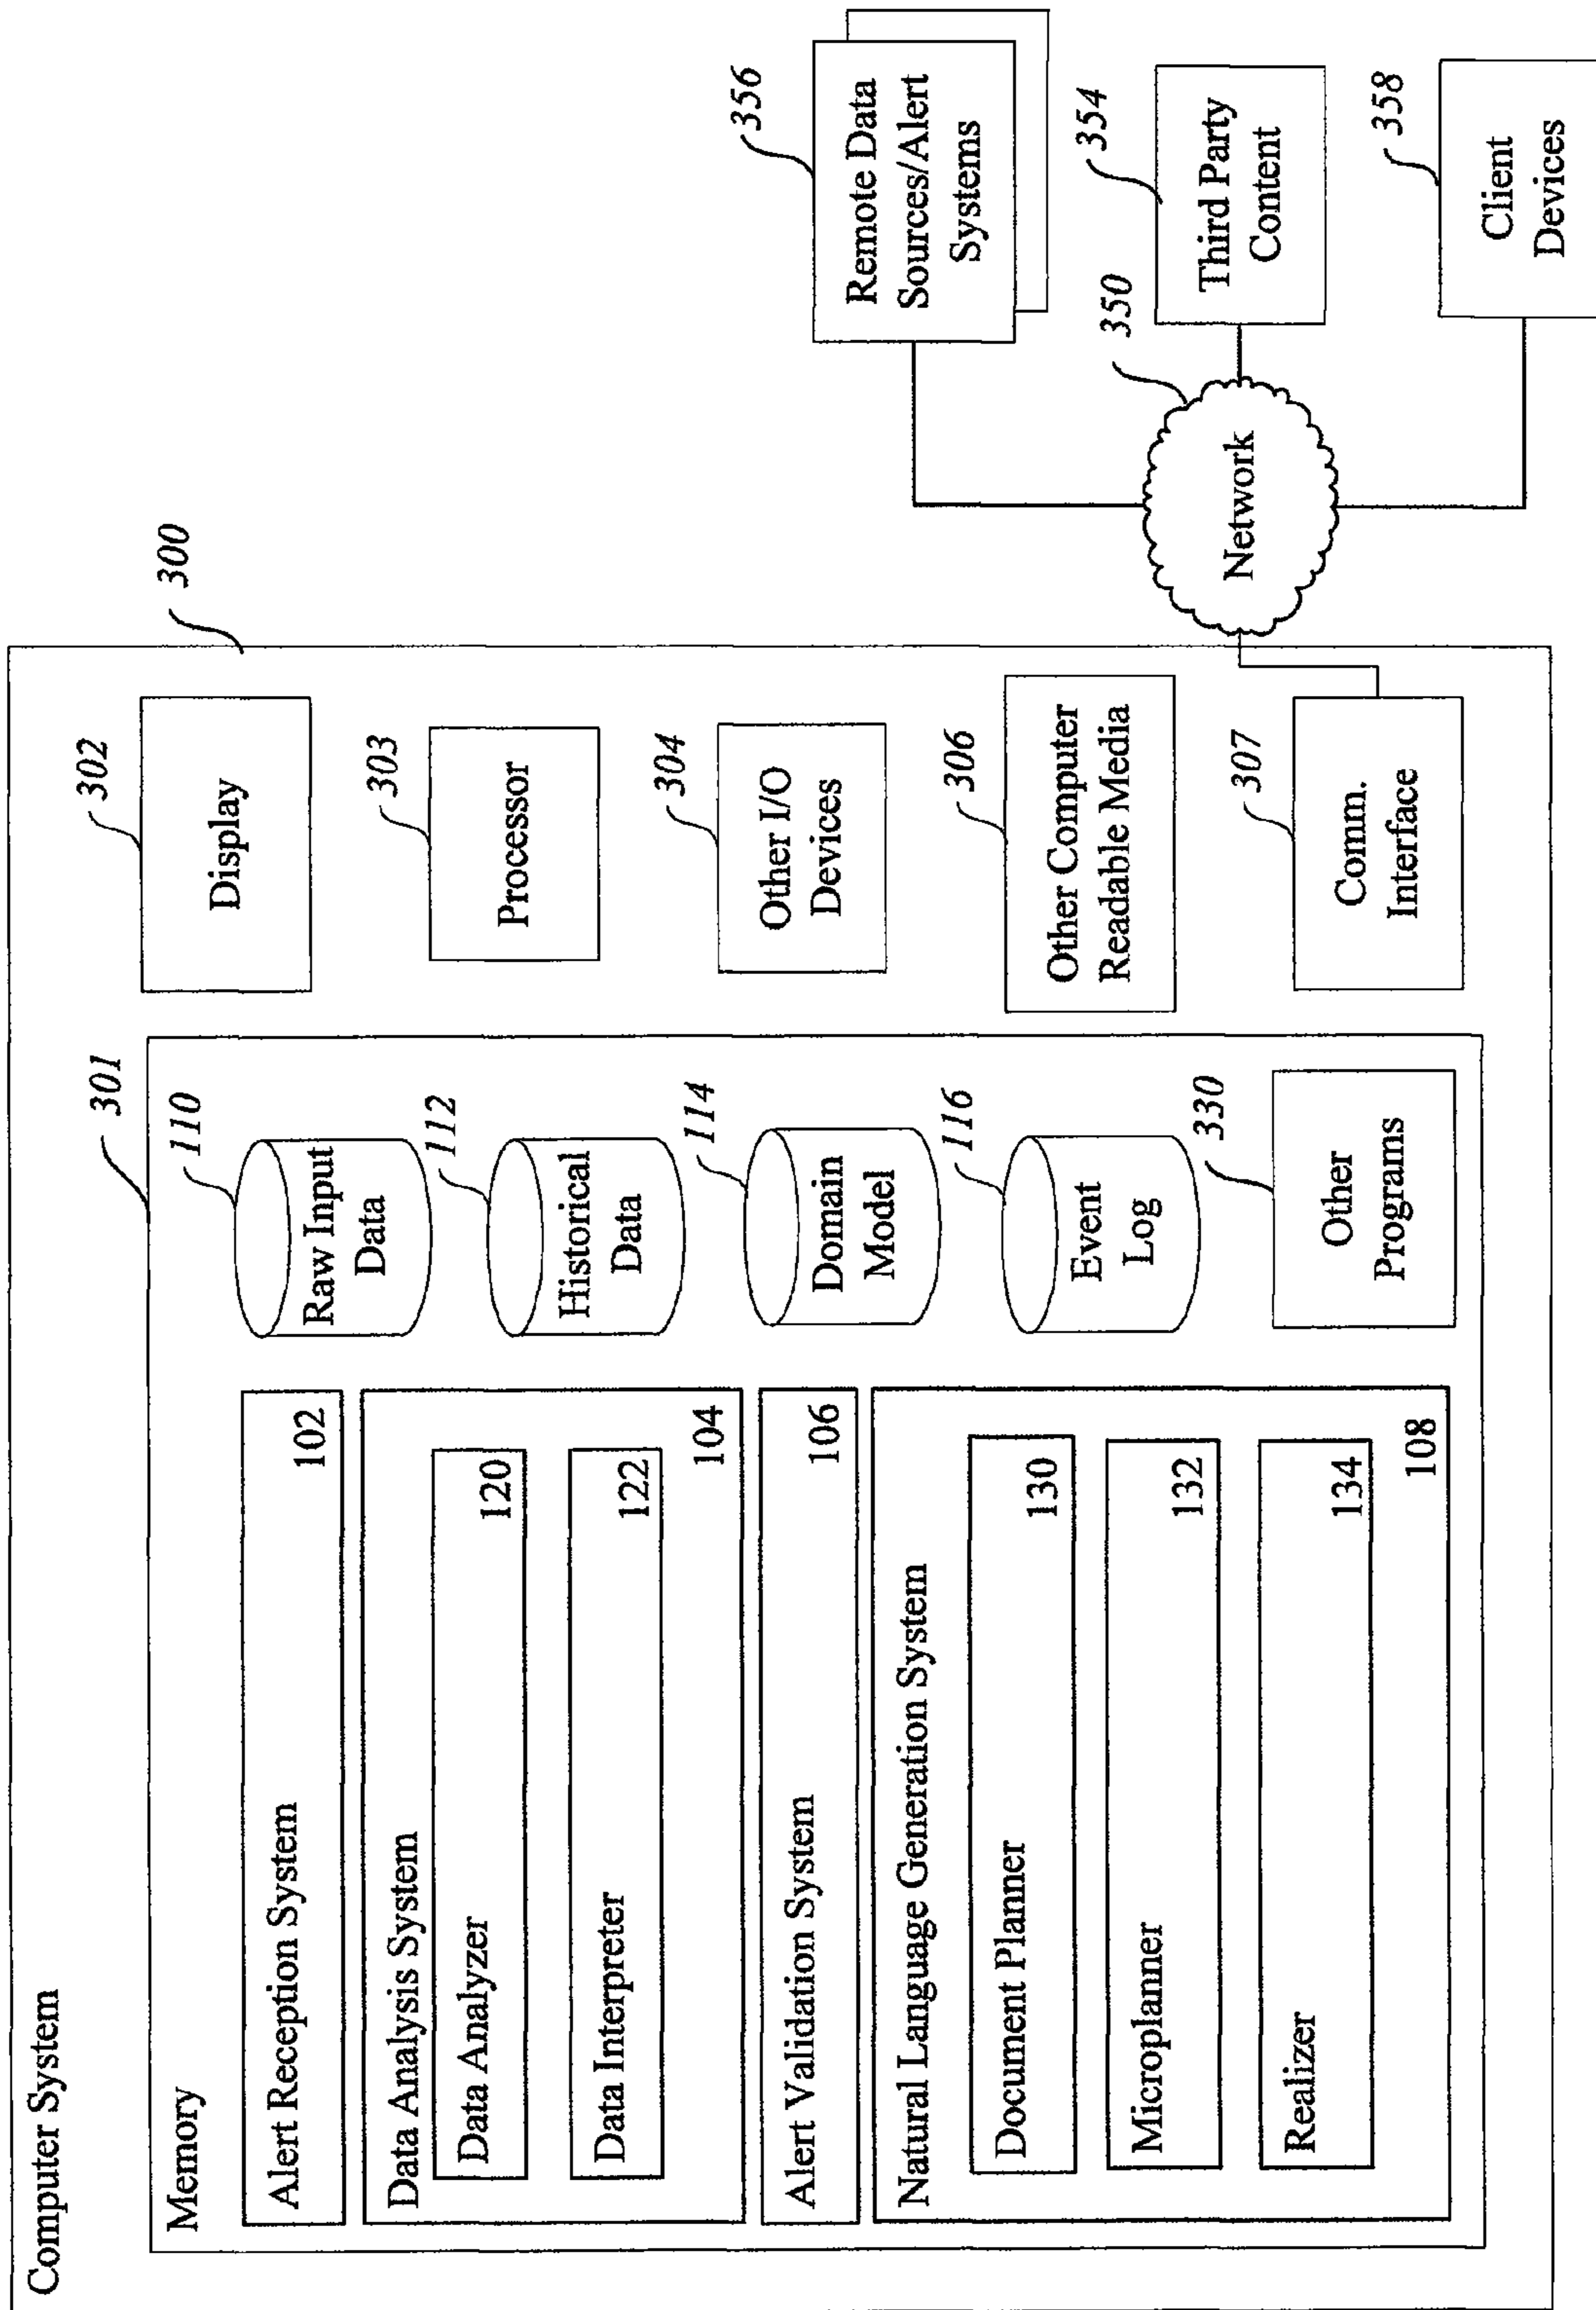 Computer System
300
Memory
301
Alert Reception System
102
Data Analysis System
Data Analyzer
120
Data Interpreter
122
104
Alert Validation System
106
Natural Language Generation System
Document Planner
130
Microplanner
132
Realizer
134
108
110
Raw Input
Data
112
Historical
Data
114
Domain
Model
116
Event
Log
330
Other
Programs
302
Display
303
Processor
304
Other I/O
Devices
306
Other Computer
Readable Media
307
Comm.
Interface
350
Network
356
Remote Data
Sources/Alert
Systems
354
Third Party
Content
358
Client
Devices